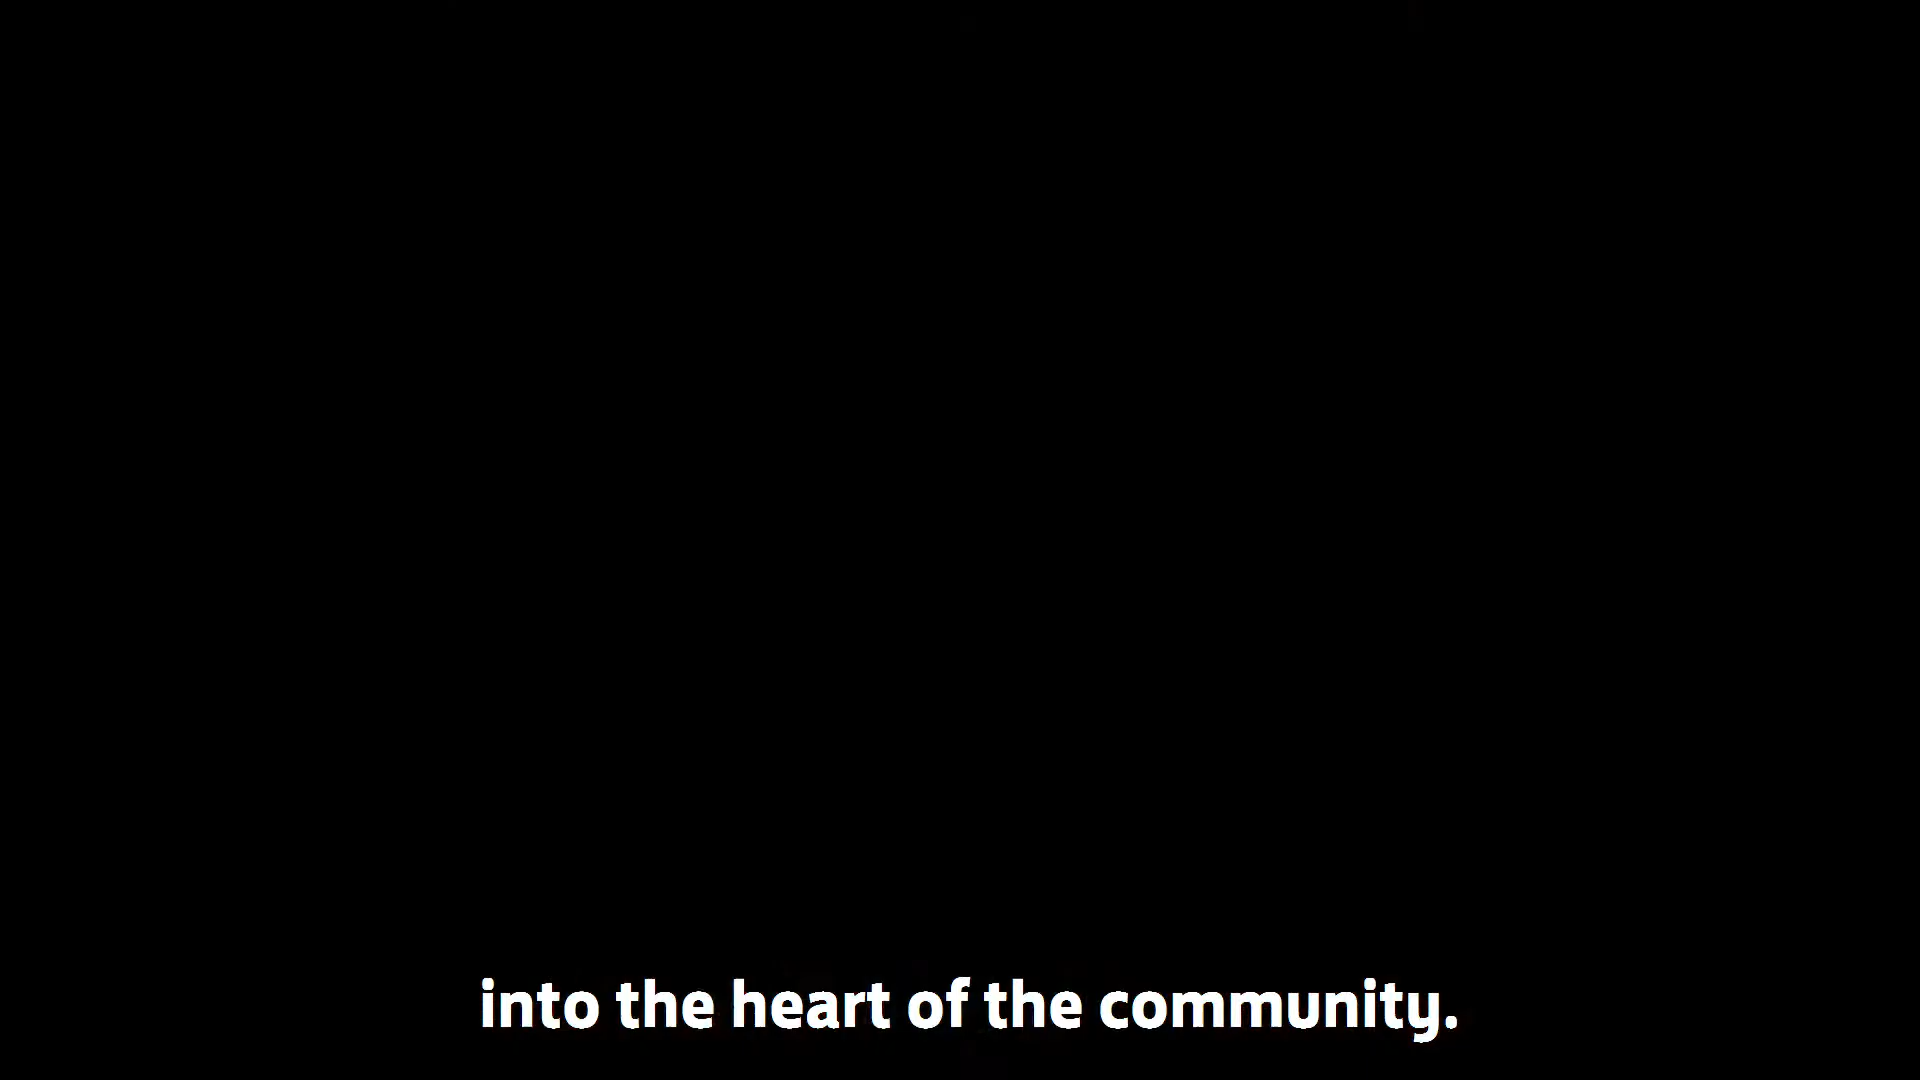 into the heart of the community.